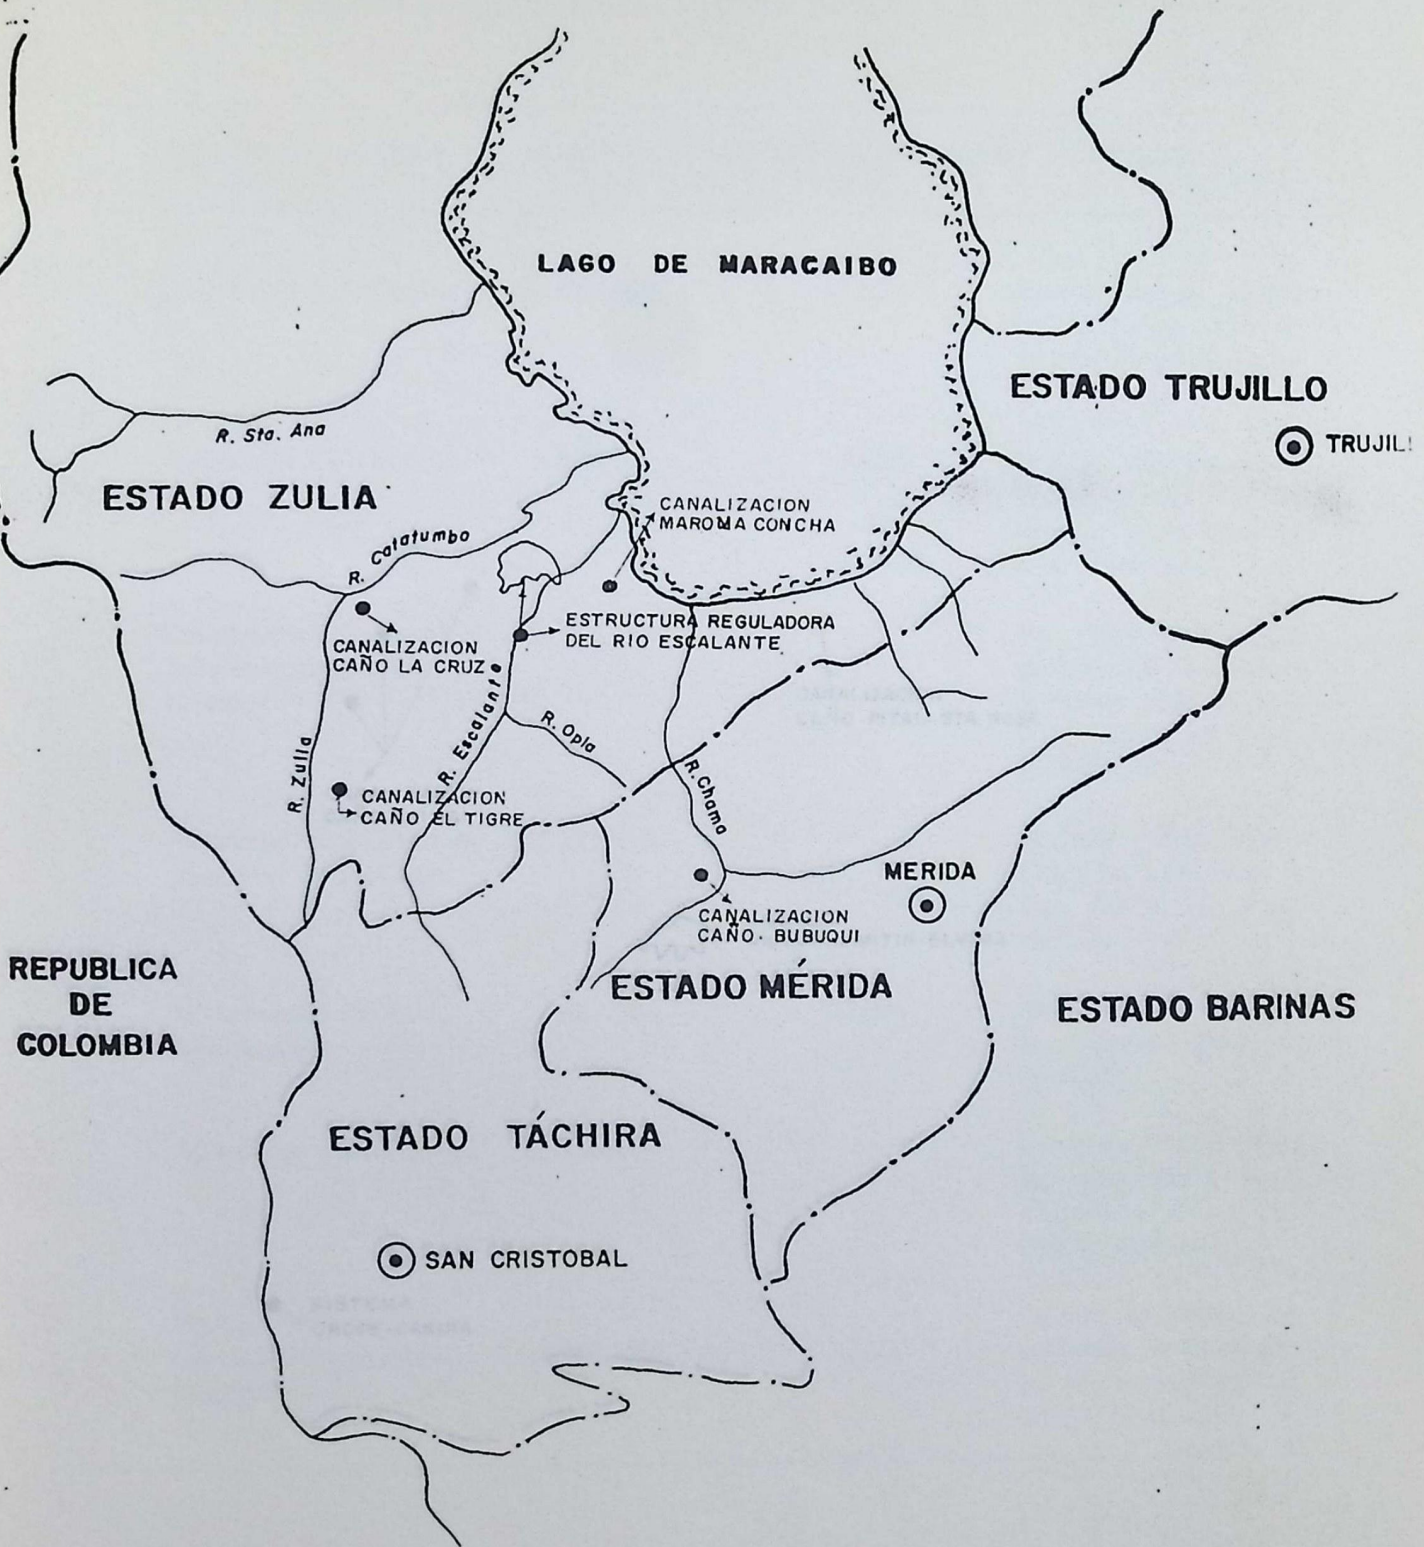 LAGO DE MARACAIBO
ESTADO TRUJILLO
TRUJIL
R. Sta. Ana
ESTADO ZULIA
CANALIZACION
MAROMA CONCHA
R. Catatumbo
ESTRUCTURA REGULADORA
DEL RIO ESCALANTE
CANALIZACION
CAÑO LA CRUZ
R. Escalante
R. Opia
R. Zulia
R. Chama
CANALIZACION
CAÑO EL TIGRE
MERIDA
CANALIZACION
CAÑO. BUBUQUI
ESTADO MÉRIDA
REPUBLICA
DE
COLOMBIA
ESTADO BARINAS
ESTADO TÁCHIRA
SAN CRISTOBAL